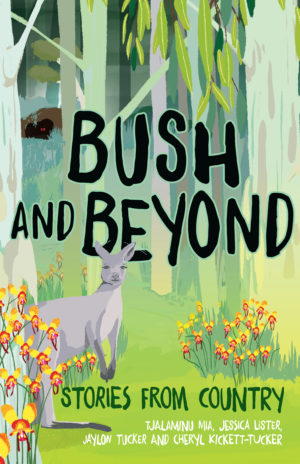 BUSH
AND BEYOND
STORIES FROM COUNTRY
TJALAMINU MIA, JESSICA LISTER,
JAYLON TUCKER AND CHERYL KICKETT-TUCKER